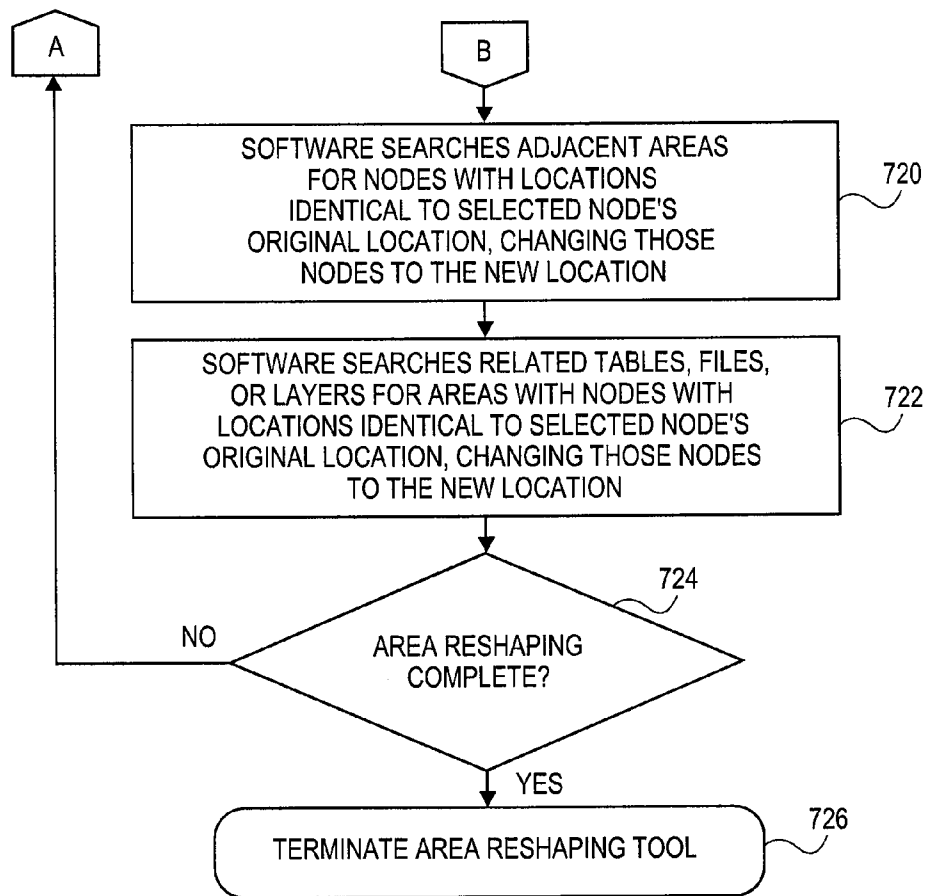 A
B
SOFTWARE SEARCHES ADJACENT AREAS
FOR NODES WITH LOCATIONS
IDENTICAL TO SELECTED NODE'S
ORIGINAL LOCATION, CHANGING THOSE
NODES TO THE NEW LOCATION
720
SOFTWARE SEARCHES RELATED TABLES, FILES,
OR LAYERS FOR AREAS WITH NODES WITH
LOCATIONS IDENTICAL TO SELECTED NODE'S
ORIGINAL LOCATION, CHANGING THOSE NODES
TO THE NEW LOCATION
722
724
NO
AREA RESHAPING
COMPLETE?
YES
TERMINATE AREA RESHAPING TOOL
726